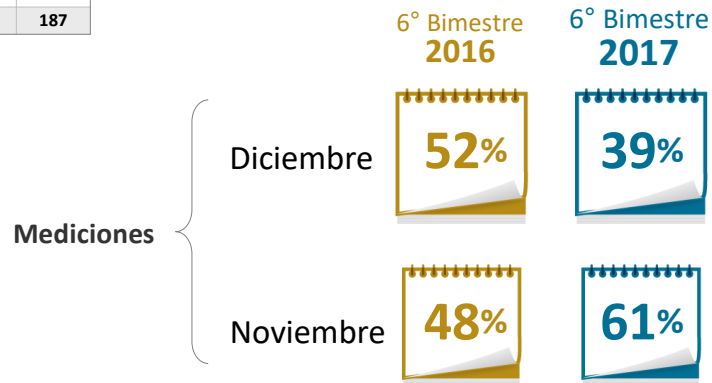 187
6° Bimestre 6° Bimestre
2016 2017
Diciembre 52% 39%
Mediciones
Noviembre 48% 61%